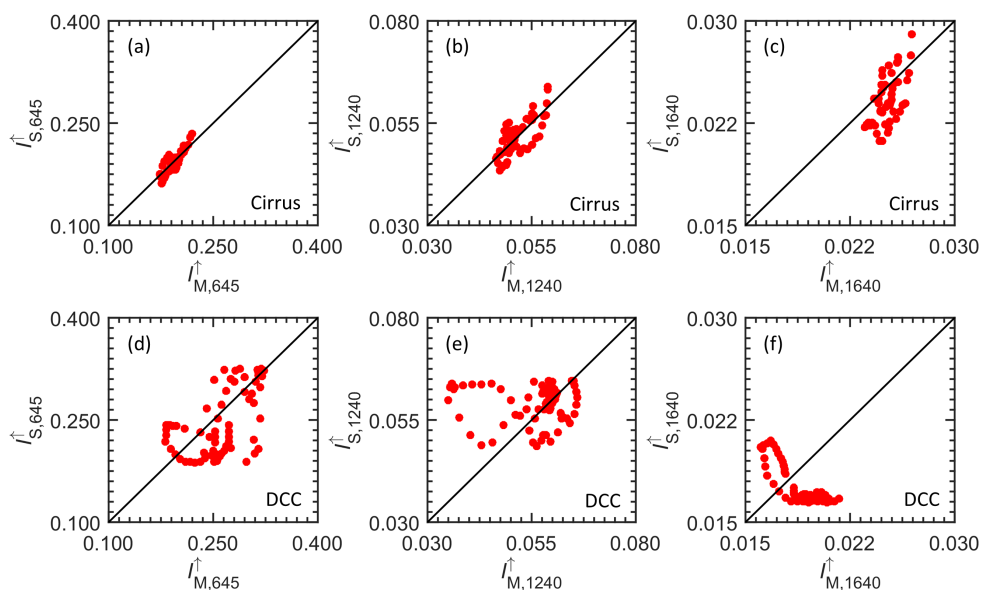 0.400
(a)
I↑S,645
0.250
Cirrus
0.100
0.100 0.250 0.400
I↑M,645
0.080
(b)
I↑S,1240
0.055
Cirrus
0.030
0.030 0.055 0.080
I↑M,1240
0.030
(c)
I↑S,1640
0.022
Cirrus
0.015
0.015 0.022 0.030
I↑M,1640
0.400
(d)
I↑S,645
0.250
DCC
0.100
0.100 0.250 0.400
I↑M,645
0.080
(e)
I↑S,1240
0.055
DCC
0.030
0.030 0.055 0.080
I↑M,1240
0.030
(f)
I↑S,1640
0.022
DCC
0.015
0.015 0.022 0.030
I↑M,1640